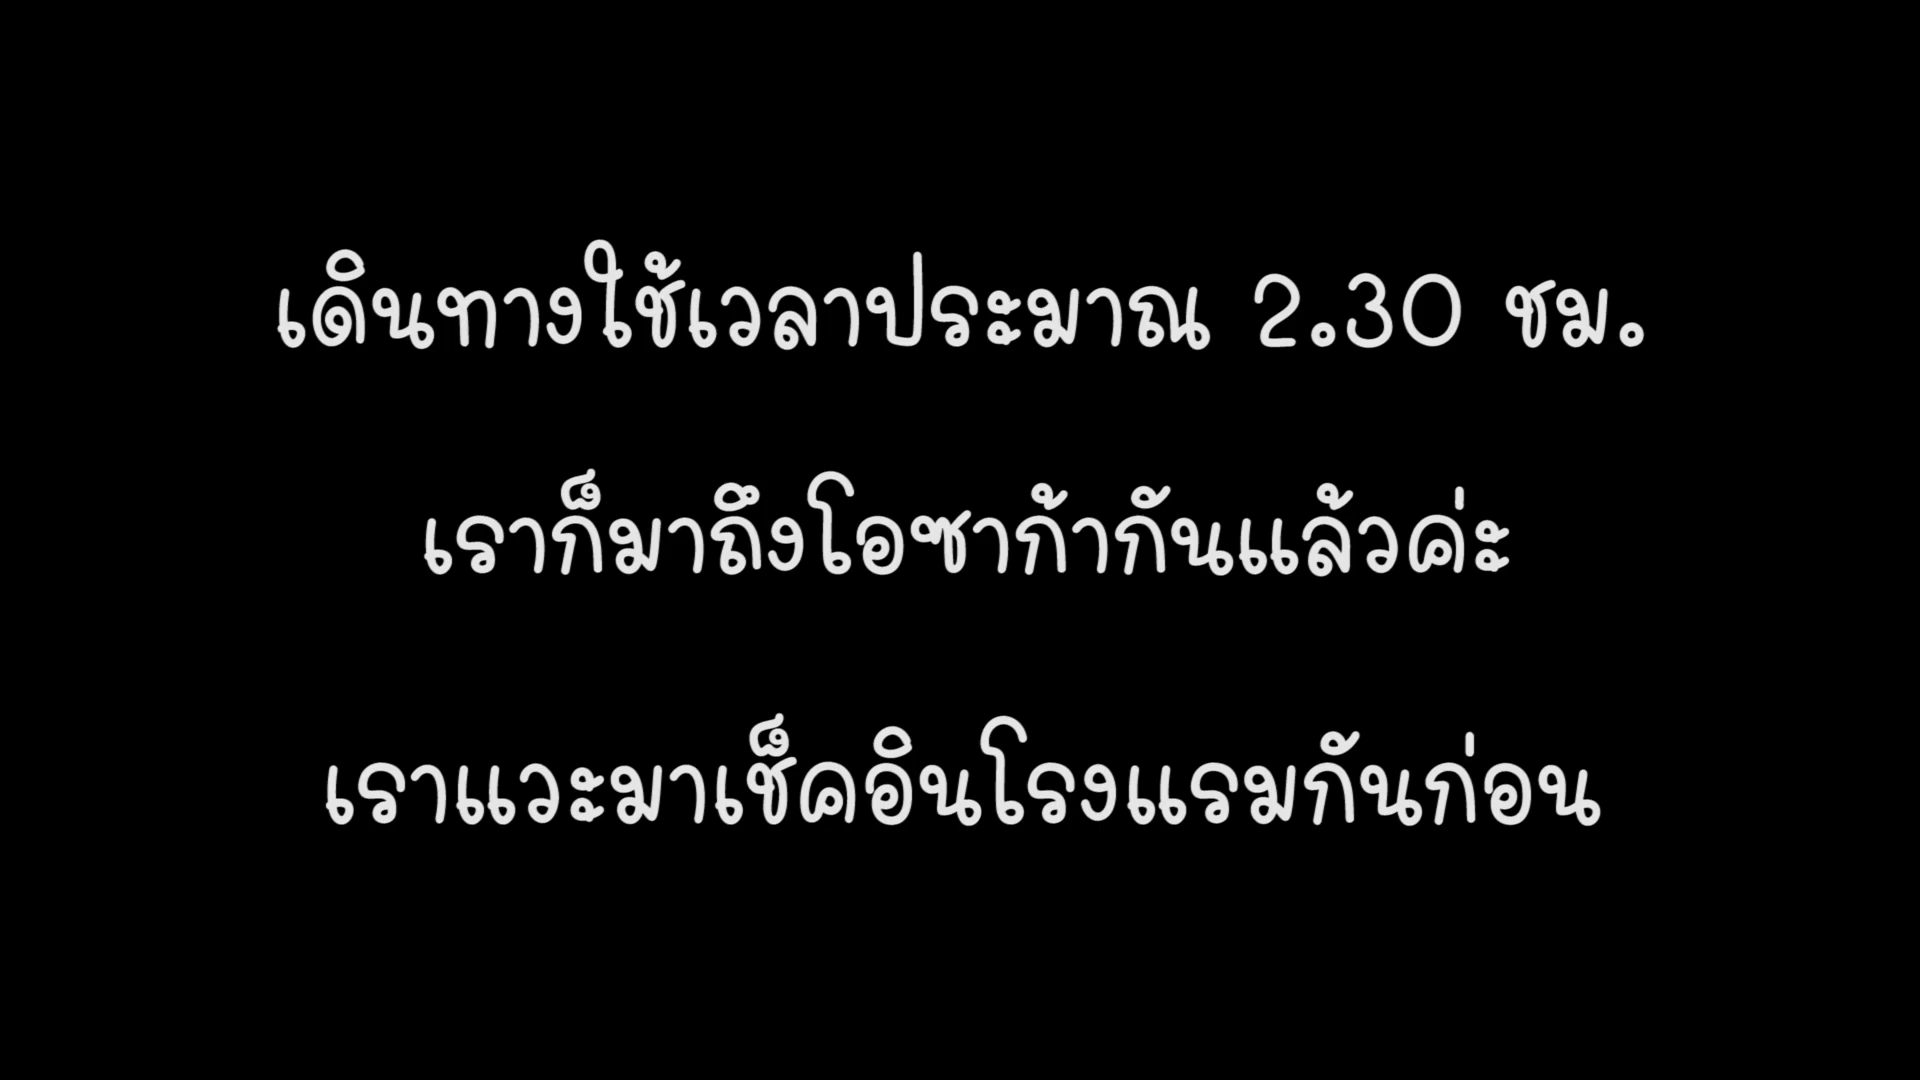 เดินทางใช้เวลาประมาณ 2.30 ชม.
เราก็มาถึงโอซาก้ากันแล้วค่ะ
เราแวะมาเช็คอินโรงแรมกันก่อน